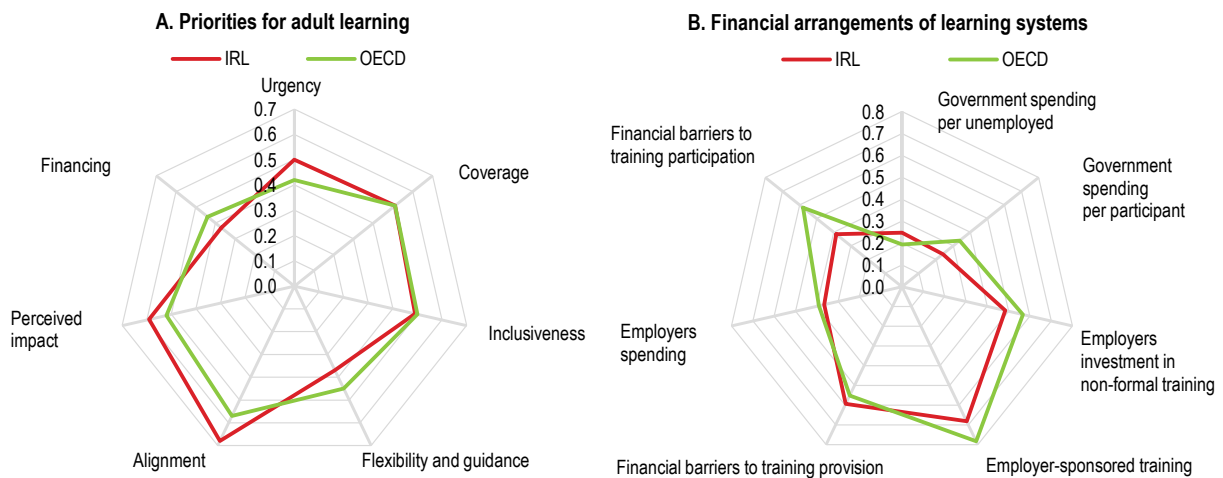 A. Priorities for adult learning
IRL
OECD
Urgency
Coverage
Inclusiveness
Flexibility and guidance
Alignment
Perceived
impact
Financing
0.7
0.6
0.5
0.4
0.3
0.2
0.1
0.0
B. Financial arrangements of learning systems
IRL
OECD
Government spending
per unemployed
Government
spending
per participant
Employers
investment in
non-formal training
Employer-sponsored training
Financial barriers to training provision
Employers
spending
Financial barriers to
training participation
0.8
0.7
0.6
0.5
0.4
0.3
0.2
0.1
0.0